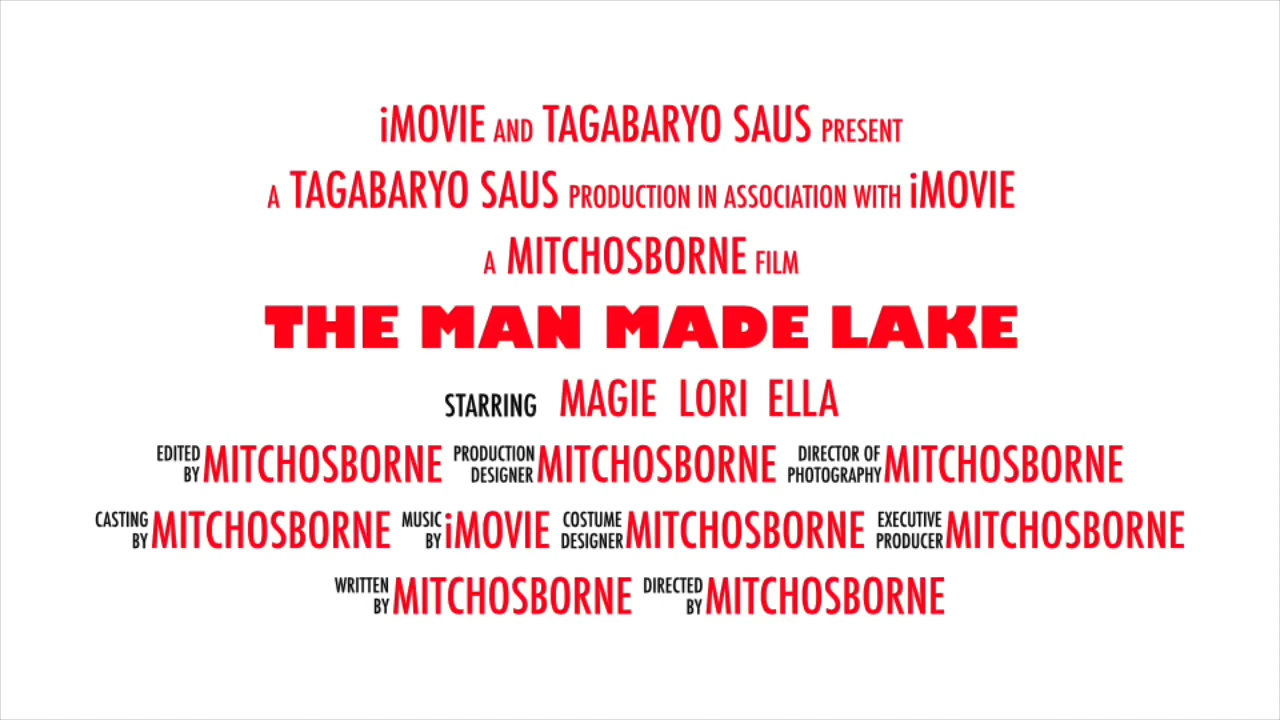 iMOVIE AND TAGABARYO SAUS PRESENT
A TAGABARYO SAUS PRODUCTION IN ASSOCIATION WITH iMOVIE
A MITCHOSBORNE FILM
THE MAN MADE LAKE
STARRING MAGIE LORI ELLA
EDITED BY MITCHOSBORNE PRODUCTION DESIGNER MITCHOSBORNE DIRECTOR OF PHOTOGRAPHY MITCHOSBORNE
CASTING BY MITCHOSBORNE MUSIC BY iMOVIE COSTUME DESIGNER MITCHOSBORNE EXECUTIVE PRODUCER MITCHOSBORNE
WRITTEN BY MITCHOSBORNE DIRECTED BY MITCHOSBORNE